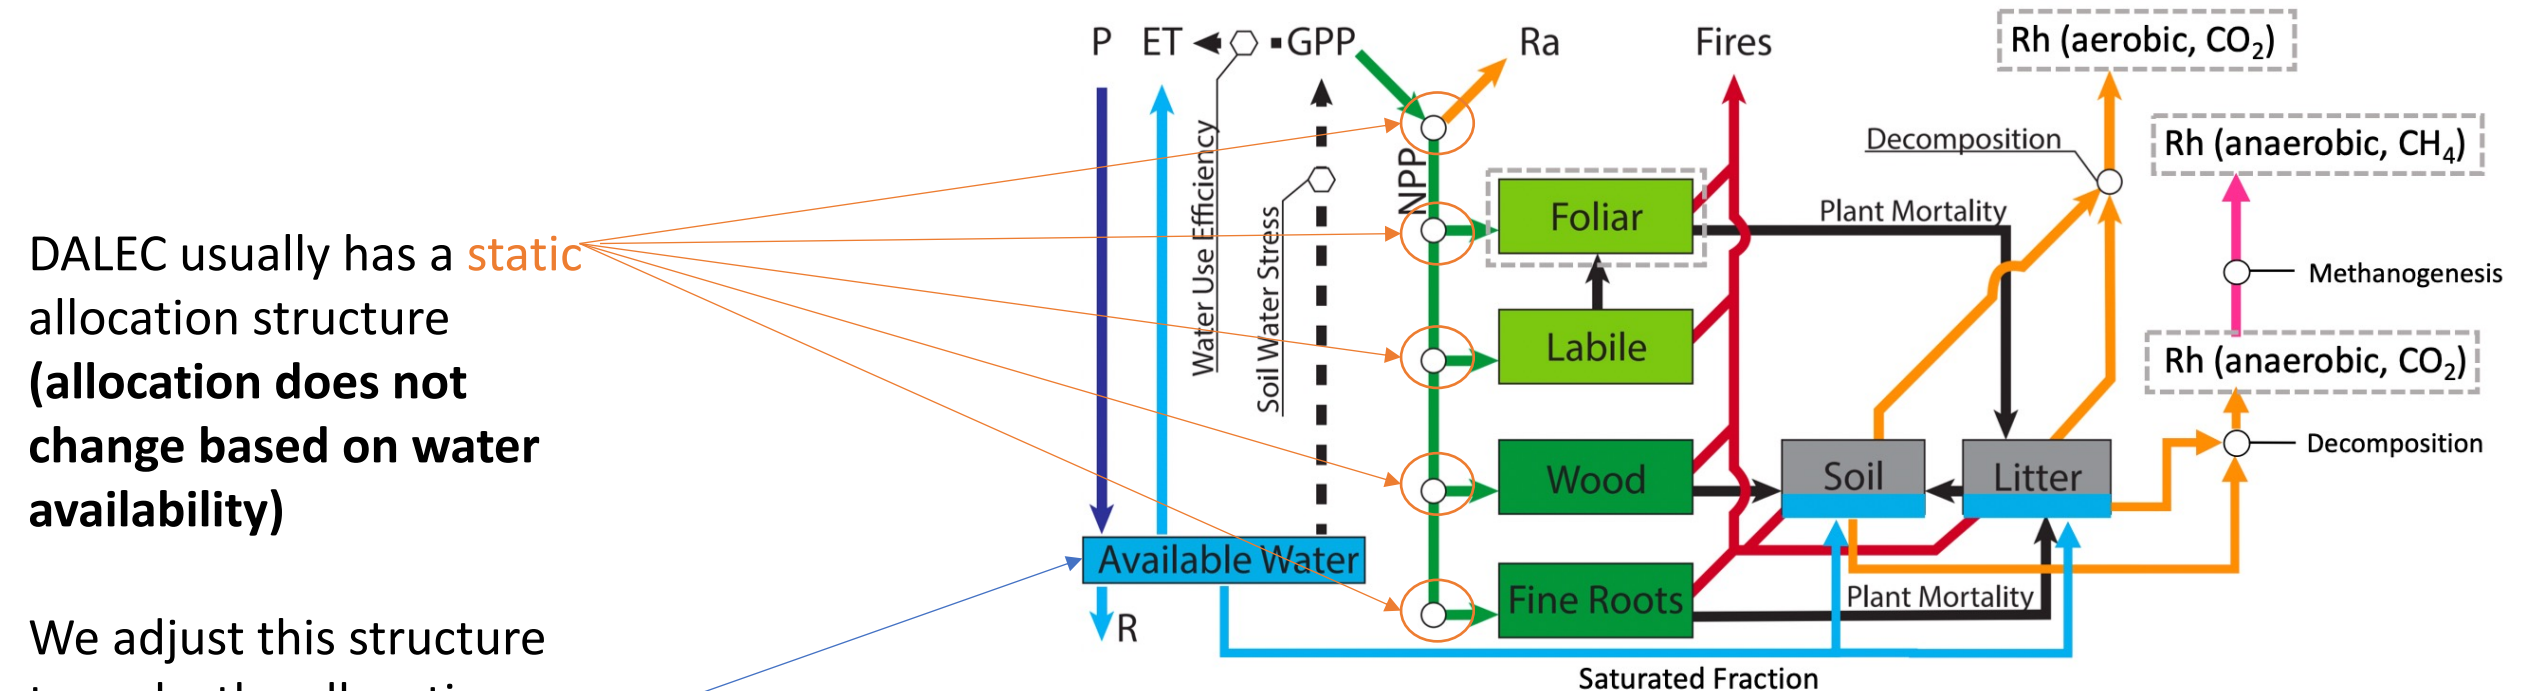 DALEC usually has a static
allocation structure
(allocation does not
change based on water
availability)
We adjust this structure
P
ET
GPP
Ra
Fires
Rh (aerobic, CO₂)
Rh (anaerobic, CH₄)
Decomposition
Water Use Efficiency
Soil Water Stress
NPP
Foliar
Plant Mortality
Methanogenesis
Labile
Rh (anaerobic, CO₂)
Decomposition
Wood
Soil
Litter
Available Water
Fine Roots
Plant Mortality
R
Saturated Fraction